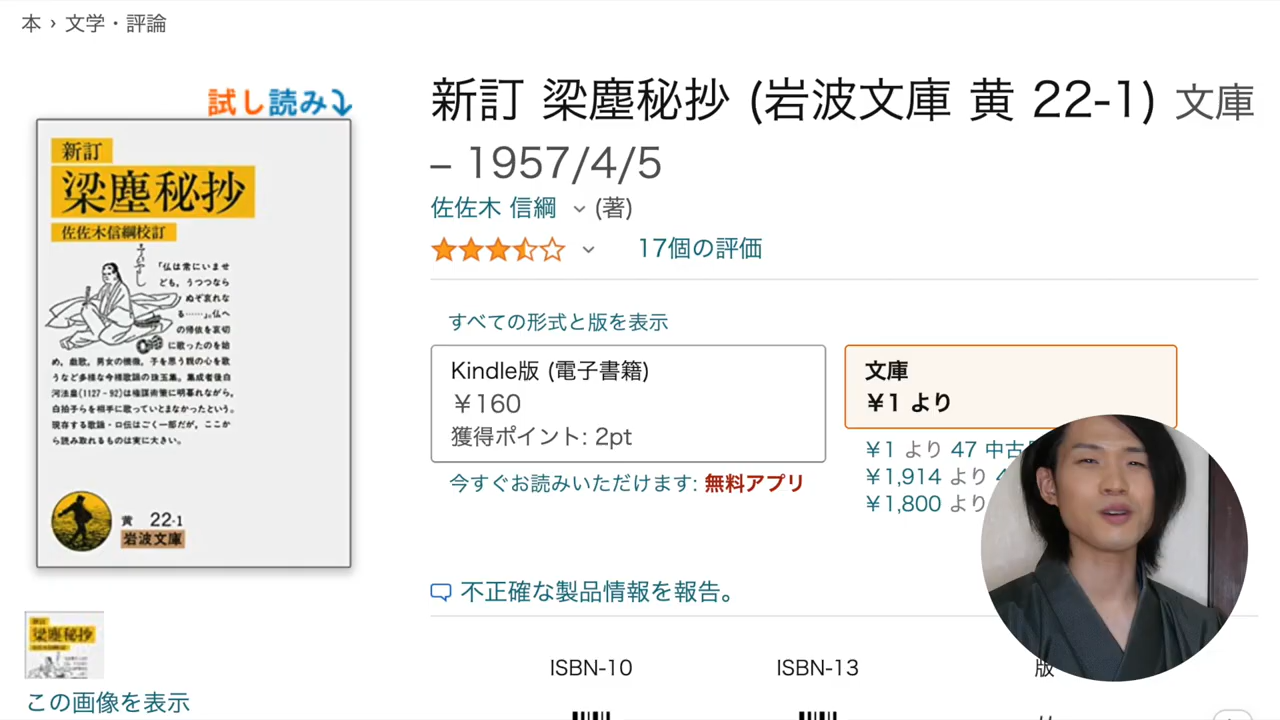 本 › 文学・評論
試し読み
新訂
梁塵秘抄
佐佐木信綱校訂
「仏は常にいませ
ども，うつつなら
ぬぞ哀れな
る……」。仏へ
の帰依を哀切
に歌ったのを始
め，戯歌，男女の機微，子を思う親の心を歌
うなど多様な今様歌謡の珠玉集。集成者後白
河法皇(1127‐92)は権謀術策に明暮れながら，
白拍子らを相手に歌っていとまなかったという。
現存する歌謡・口伝はごく一部だが，ここか
ら読み取れるものは実に大きい。
黄 22-1
岩波文庫
新訂
梁塵秘抄
この画像を表示
新訂 梁塵秘抄 (岩波文庫 黄 22-1) 文庫
– 1957/4/5
佐佐木 信綱 (著)
17個の評価
すべての形式と版を表示
Kindle版 (電子書籍)
￥160
獲得ポイント: 2pt
今すぐお読みいただけます: 無料アプリ
文庫
￥1 より
￥1 より 47 中古
￥1,914 より
￥1,800 より
不正確な製品情報を報告。
ISBN-10
ISBN-13
版